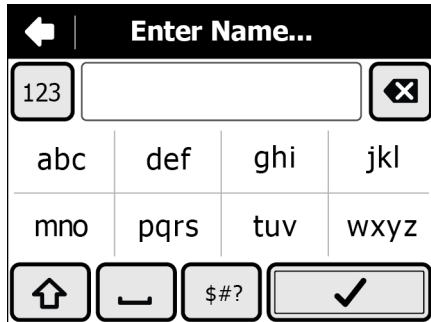 Enter Name...
123
abc def ghi jkl
mno pqrs tuv wxyz
$#?